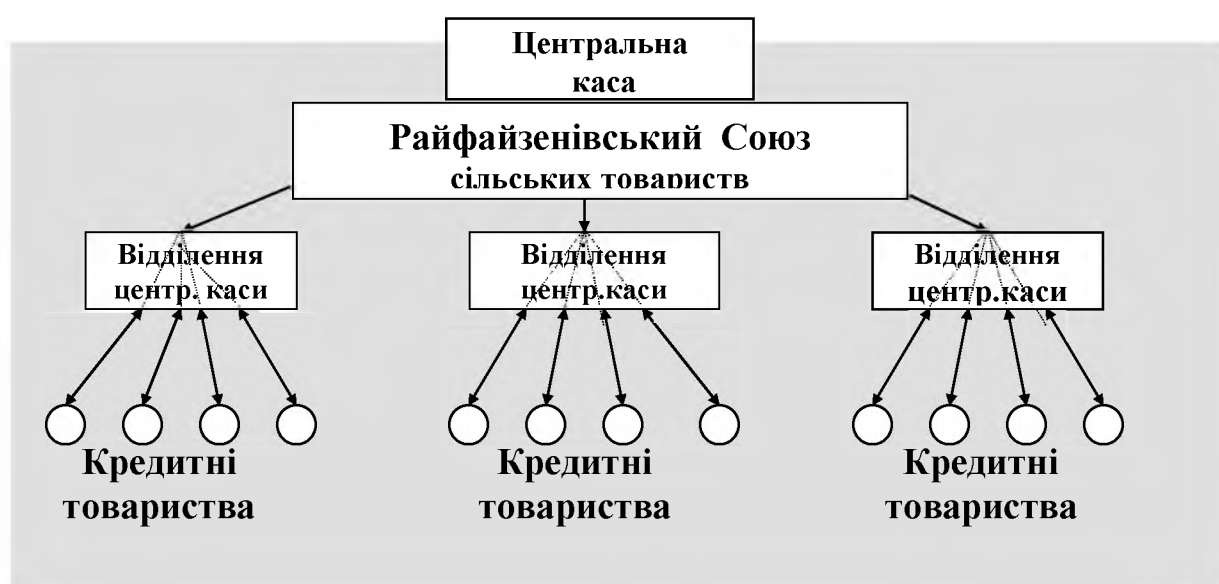 Центральна
каса
Райфайзенівський Союз
сільських товариств
Відділення
центр. каси
Відділення
центр.каси
Відділення
центр.каси
Кредитні
товариства
Кредитні
товариства
Кредитні
товариства